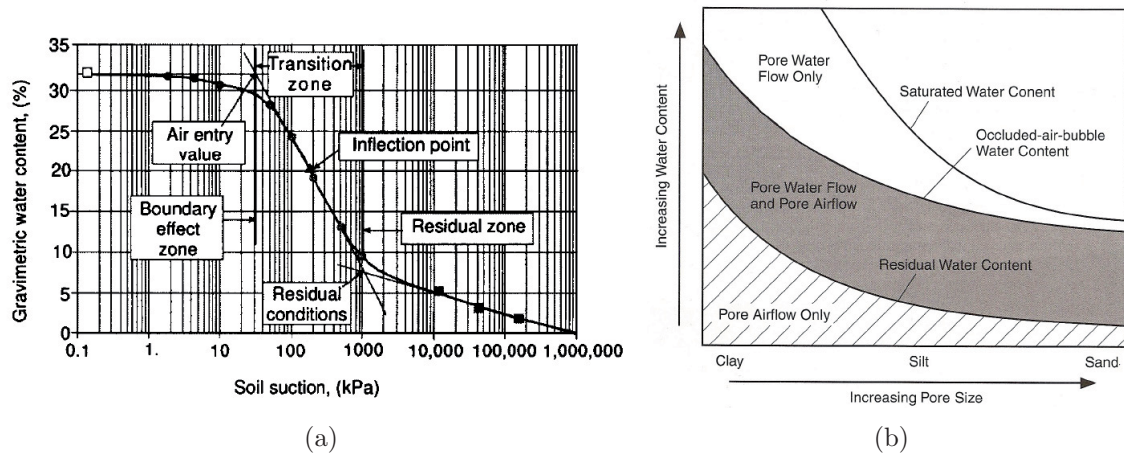 35
30
25
20
15
10
5
0
Gravimetric water content, (%)
Transition
zone
Air entry
value
Inflection point
Boundary
effect
zone
Residual zone
Residual
conditions
0.1
1.
10
100
1000
10,000
100,000
1,000,000
Soil suction, (kPa)
(a)
Increasing Water Content
Pore Water
Flow Only
Saturated Water Conent
Occluded-air-bubble
Water Content
Pore Water Flow
and Pore Airflow
Residual Water Content
Pore Airflow Only
Clay
Silt
Sand
Increasing Pore Size
(b)